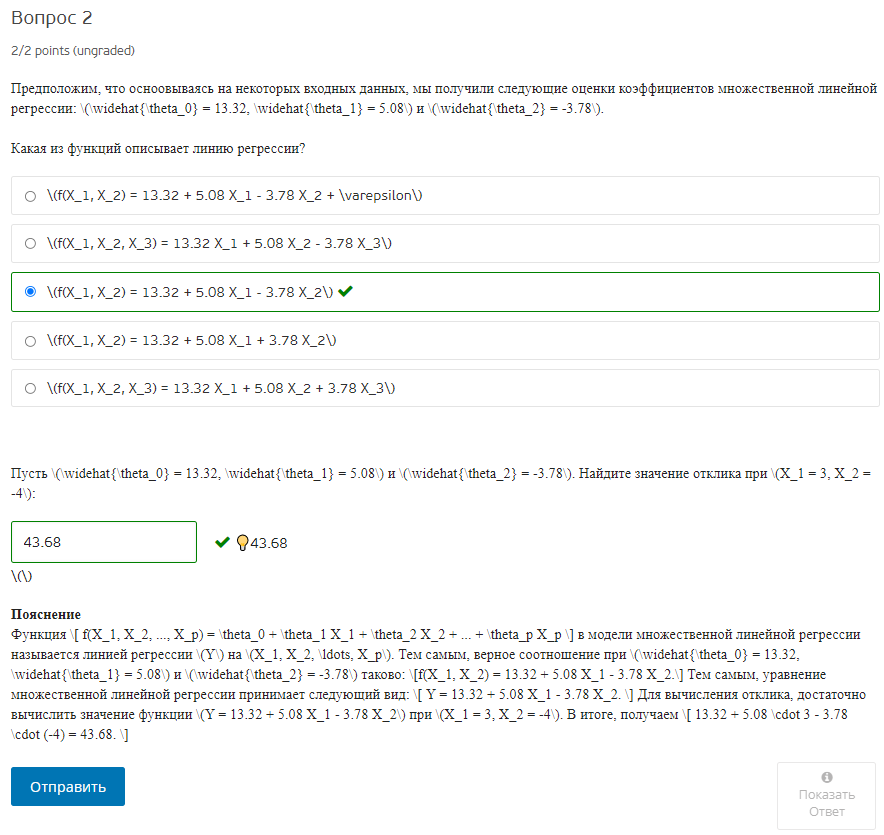 Вопрос 2
2/2 points (ungraded)
Предположим, что осноовываясь на некоторых входных данных, мы получили следующие оценки коэффициентов множественной линейной
регрессии: \(\widehat{\theta_0} = 13.32, \widehat{\theta_1} = 5.08\) и \(\widehat{\theta_2} = -3.78\).
Какая из функций описывает линию регрессии?
\(f(X_1, X_2) = 13.32 + 5.08 X_1 - 3.78 X_2 + \varepsilon\)
\(f(X_1, X_2, X_3) = 13.32 X_1 + 5.08 X_2 - 3.78 X_3\)
\(f(X_1, X_2) = 13.32 + 5.08 X_1 - 3.78 X_2\)
\(f(X_1, X_2) = 13.32 + 5.08 X_1 + 3.78 X_2\)
\(f(X_1, X_2, X_3) = 13.32 X_1 + 5.08 X_2 + 3.78 X_3\)
Пусть \(\widehat{\theta_0} = 13.32, \widehat{\theta_1} = 5.08\) и \(\widehat{\theta_2} = -3.78\). Найдите значение отклика при \(X_1 = 3, X_2 =
-4\):
43.68 43.68
\(\)
Пояснение
Функция \[ f(X_1, X_2, ..., X_p) = \theta_0 + \theta_1 X_1 + \theta_2 X_2 + ... + \theta_p X_p \] в модели множественной линейной регрессии
называется линией регрессии \(Y\) на \(X_1, X_2, \ldots, X_p\). Тем самым, верное соотношение при \(\widehat{\theta_0} = 13.32,
\widehat{\theta_1} = 5.08\) и \(\widehat{\theta_2} = -3.78\) таково: \[f(X_1, X_2) = 13.32 + 5.08 X_1 - 3.78 X_2.\] Тем самым, уравнение
множественной линейной регрессии принимает следующий вид: \[ Y = 13.32 + 5.08 X_1 - 3.78 X_2. \] Для вычисления отклика, достаточно
вычислить значение функции \(Y = 13.32 + 5.08 X_1 - 3.78 X_2\) при \(X_1 = 3, X_2 = -4\). В итоге, получаем \[ 13.32 + 5.08 \cdot 3 - 3.78
\cdot (-4) = 43.68. \]
Отправить
Показать
Ответ